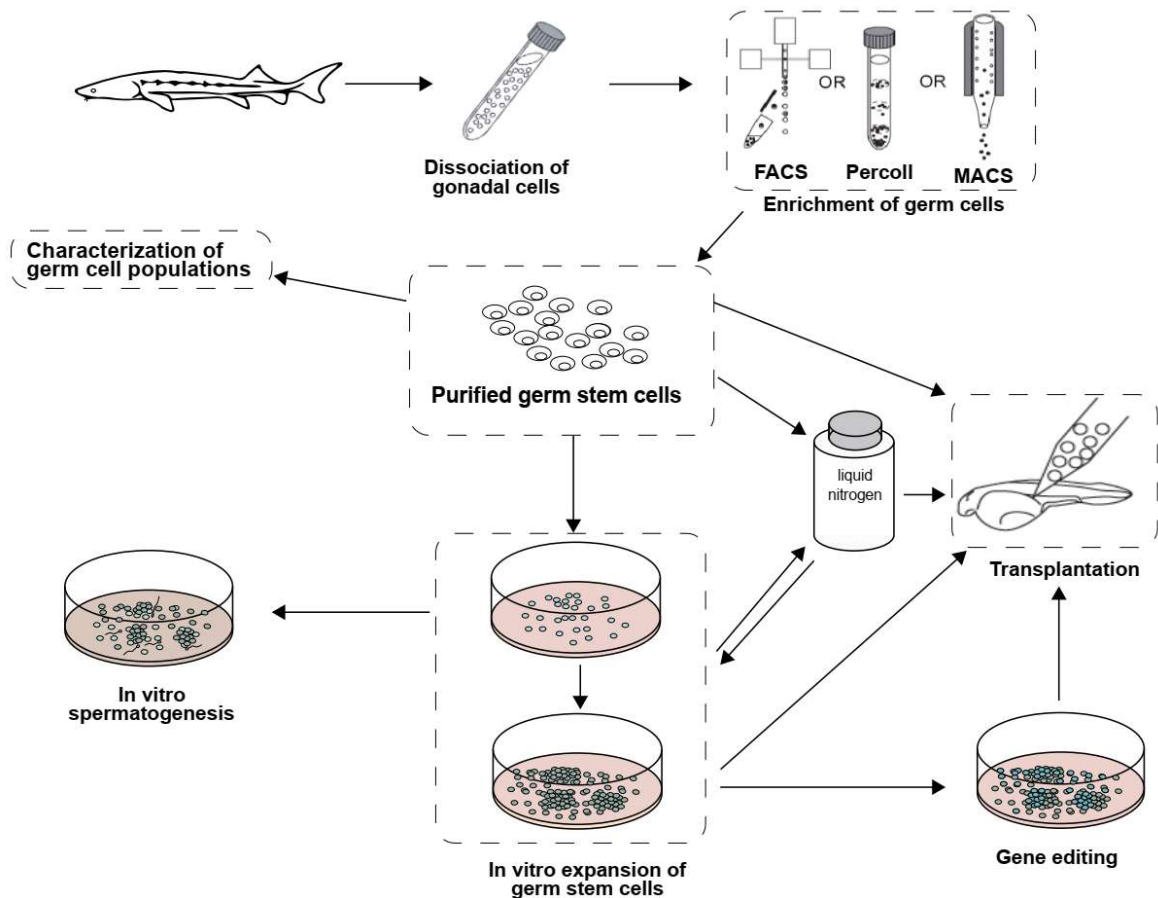 OR
OR
FACS
Percoll
MACS
Dissociation of
gonadal cells
Enrichment of germ cells
Characterization of
germ cell populations
Purified germ stem cells
liquid
nitrogen
Transplantation
In vitro
spermatogenesis
In vitro expansion of
germ stem cells
Gene editing